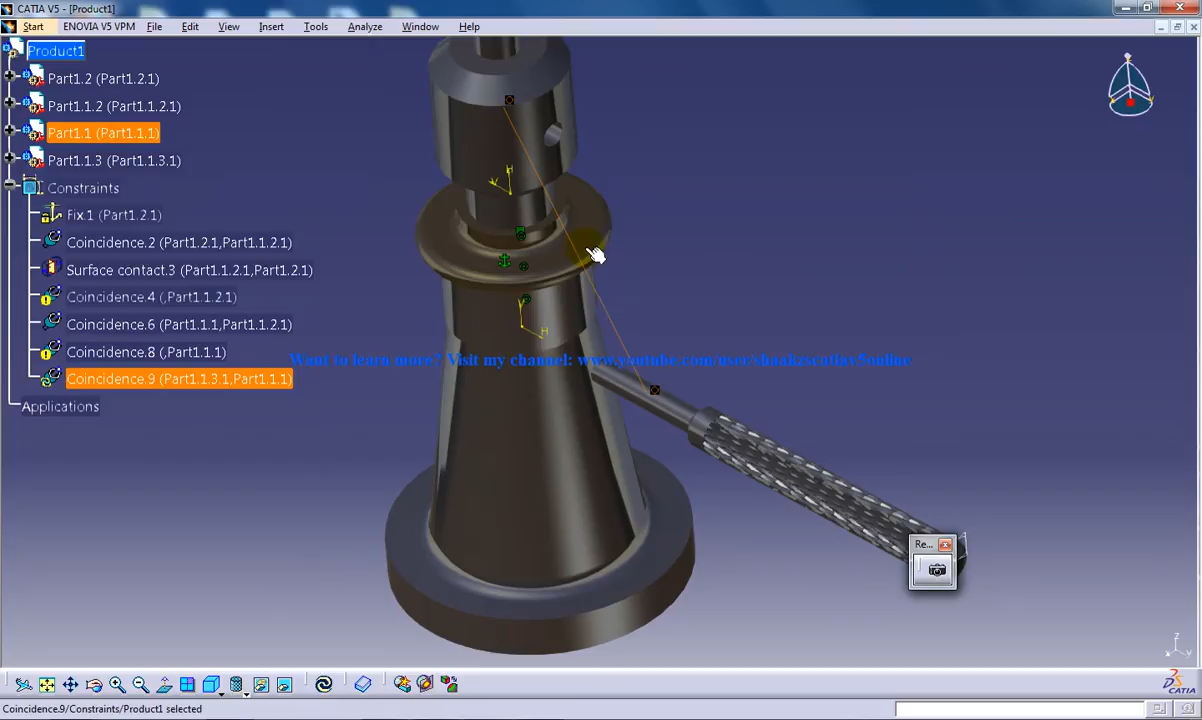 CATIA V5 - [Product1]
Start ENOVIA V5 VPM File Edit View Insert Tools Analyze Window Help
Product1
Part1.2 (Part1.2.1)
Part1.1.2 (Part1.1.2.1)
Part1.1 (Part1.1.1)
Part1.1.3 (Part1.1.3.1)
Constraints
Fix.1 (Part1.2.1)
Coincidence.2 (Part1.2.1,Part1.1.2.1)
Surface contact.3 (Part1.1.2.1,Part1.2.1)
Coincidence.4 (,Part1.1.2.1)
Coincidence.6 (Part1.1.1,Part1.1.2.1)
Coincidence.8 (,Part1.1.1)
Coincidence.9 (Part1.1.3.1,Part1.1.1)
Applications
V H
V H
Want to learn more? Visit my channel: www.youtube.com/user/shaakzscatiav5online
Re...
z
x y
CATIA
Coincidence.9/Constraints/Product1 selected